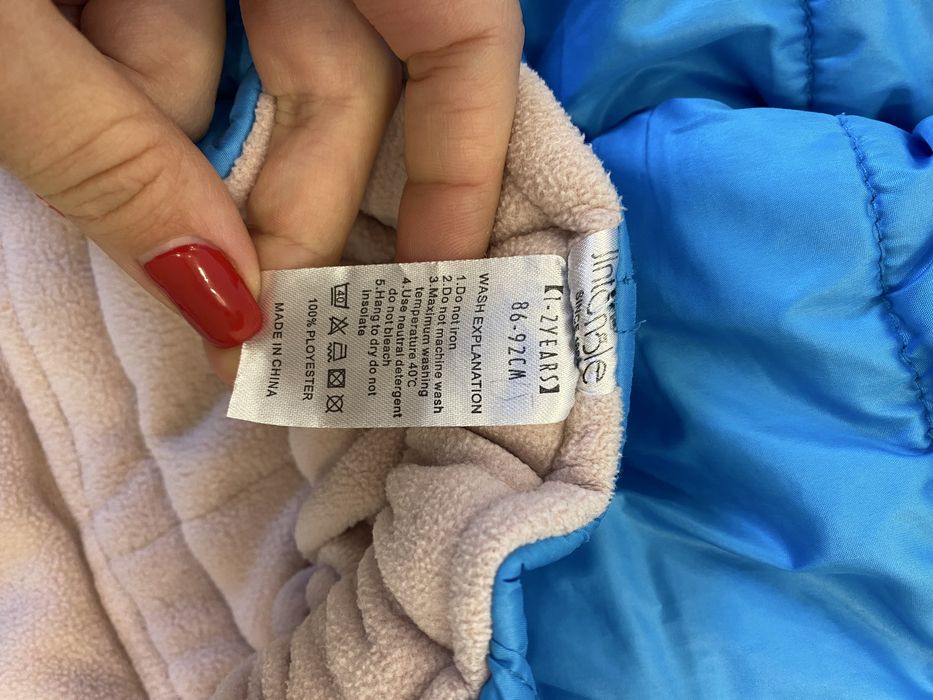 【1-2YEARS】
86-92CM
WASH EXPLANATION
1.Do not iron
2.Do not machine wash
3.Maximum washing
temperature 40℃
4.Use neutral detergent
do not bleach
5.Hang to dry do not
insolate
40
100% PLOYESTER
MADE IN CHINA